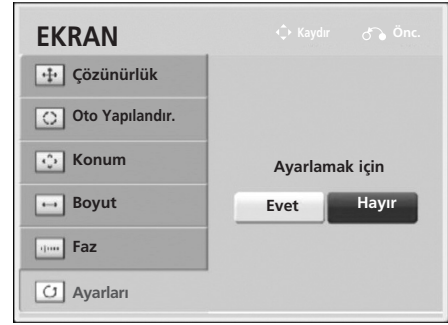 EKRAN
Kaydır
Önc.
Çözünürlük
Oto Yapılandır.
Konum
Boyut
Faz
Ayarları
Ayarlamak için
Evet
Hayır